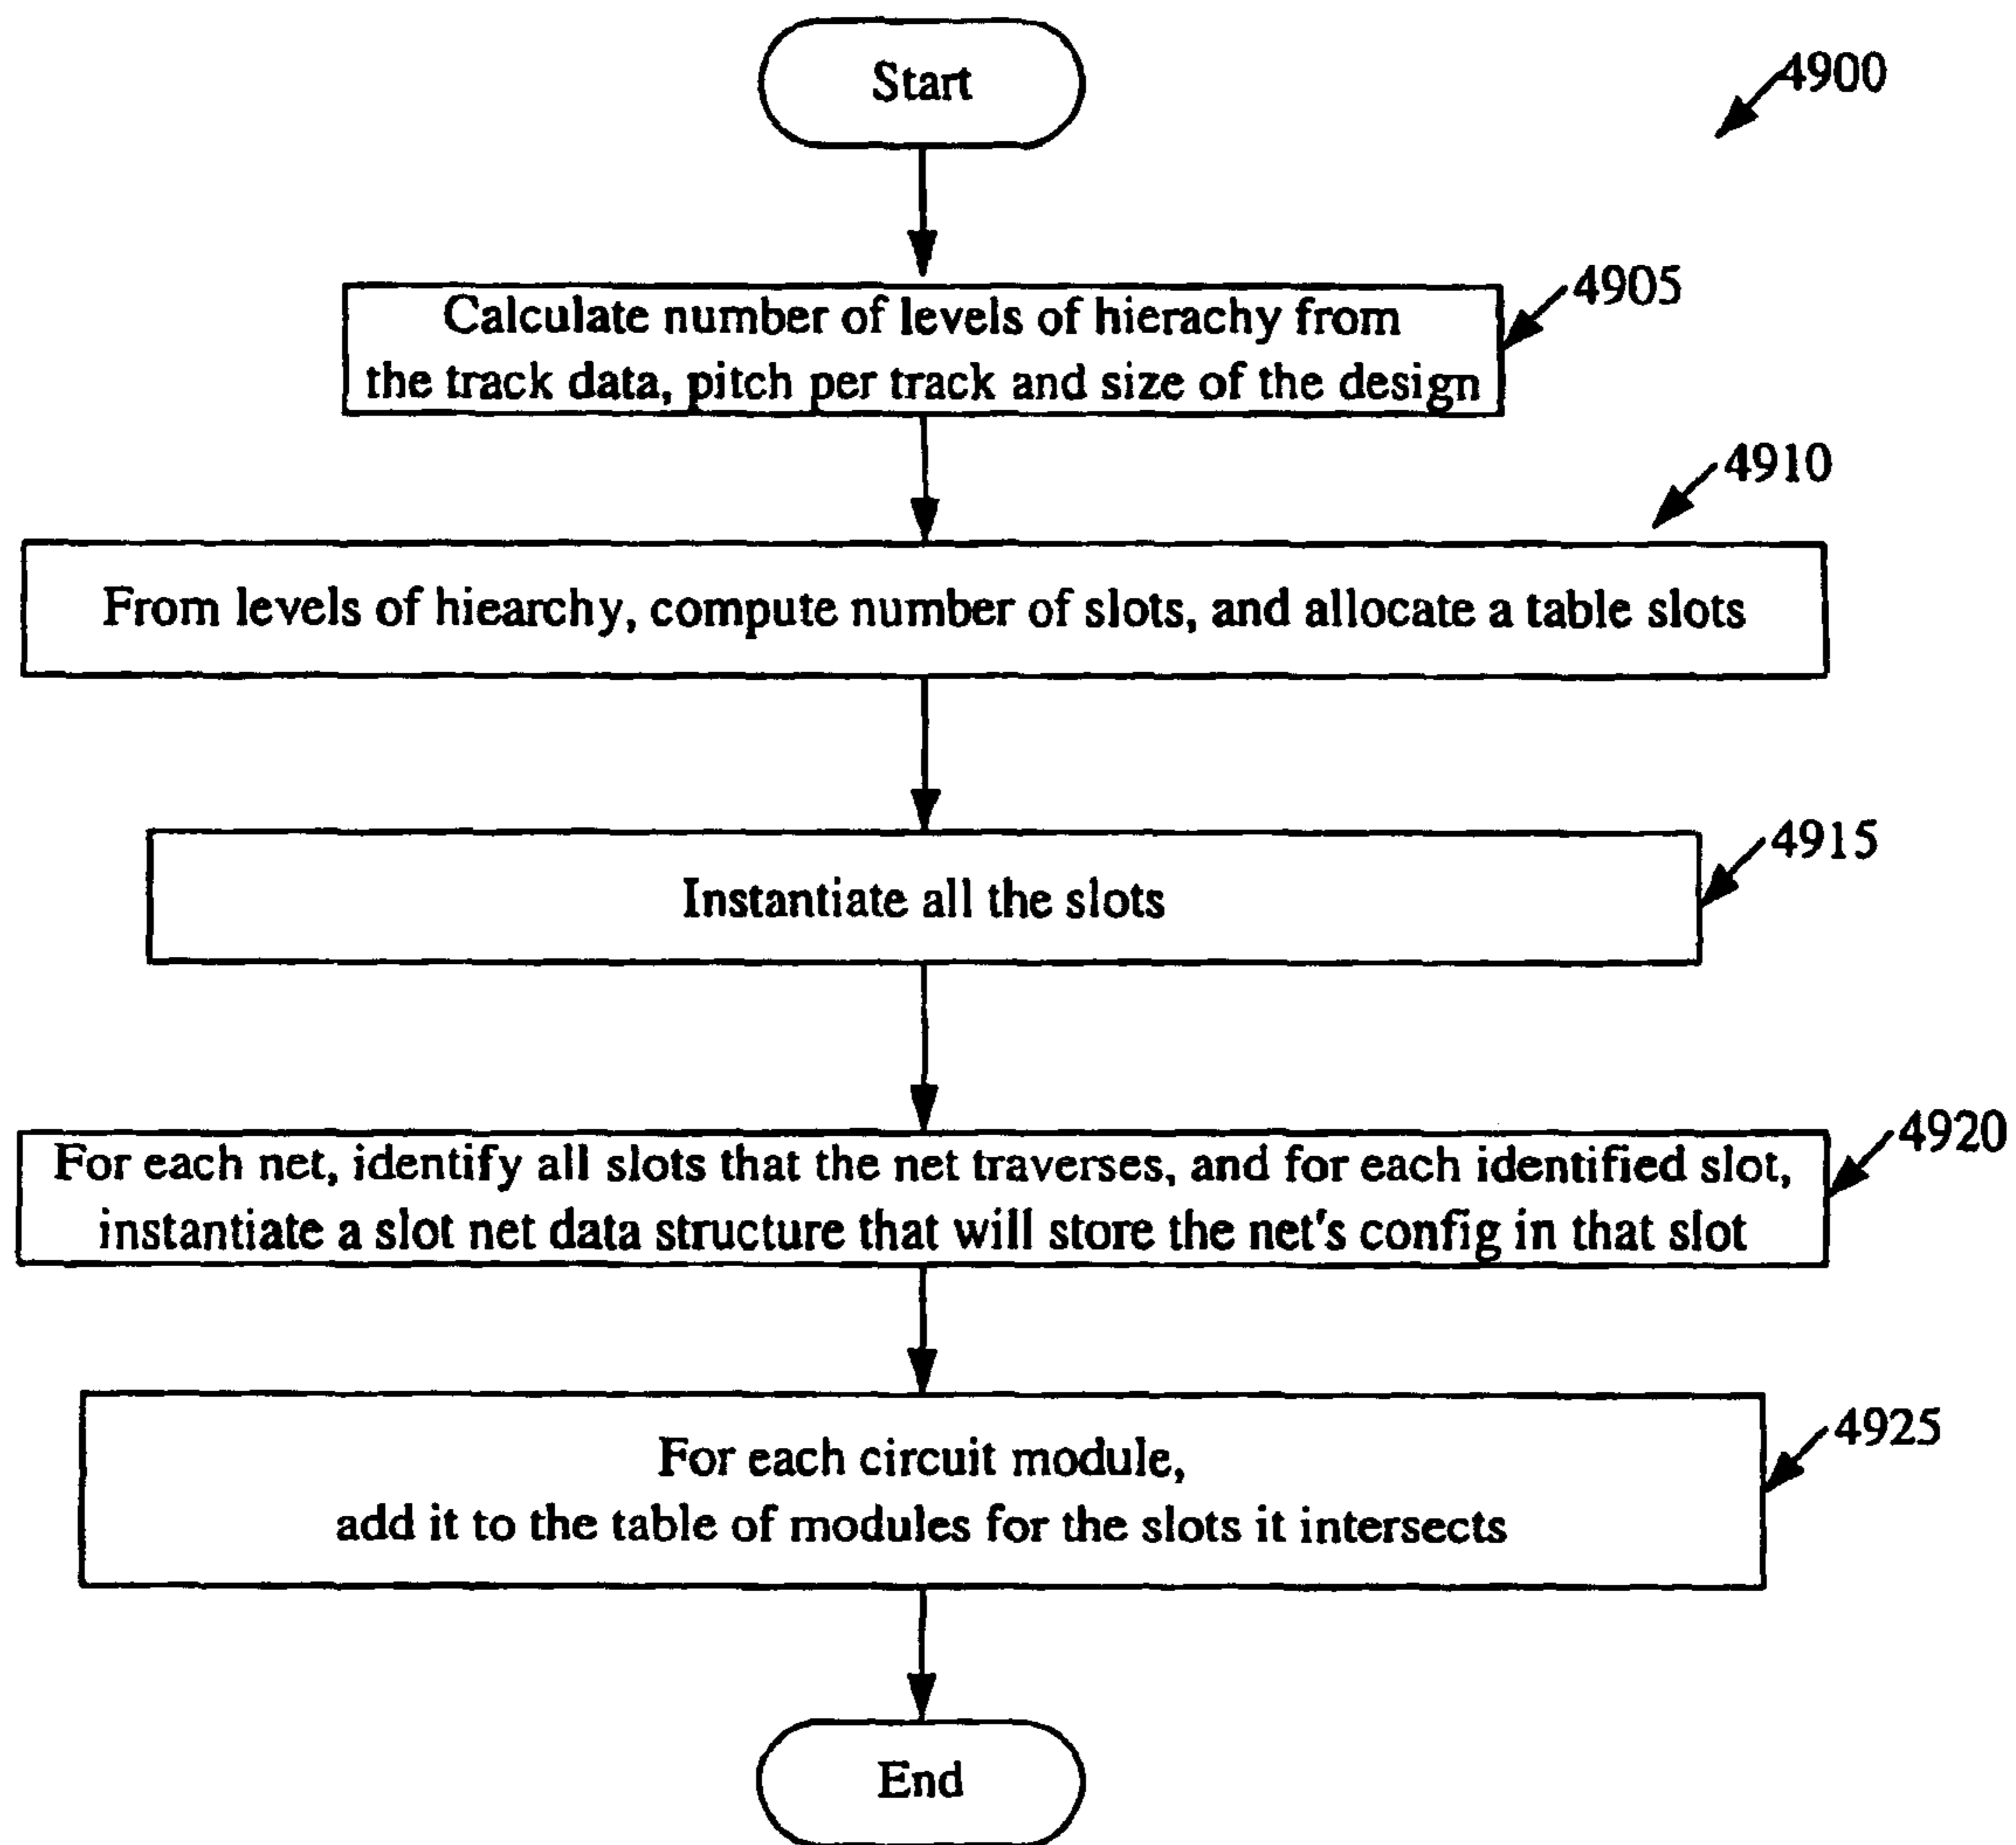 Start
4900
Calculate number of levels of hierachy from
the track data, pitch per track and size of the design
4905
4910
From levels of hiearchy, compute number of slots, and allocate a table slots
Instantiate all the slots
4915
For each net, identify all slots that the net traverses, and for each identified slot,
instantiate a slot net data structure that will store the net's config in that slot
4920
For each circuit module,
add it to the table of modules for the slots it intersects
4925
End